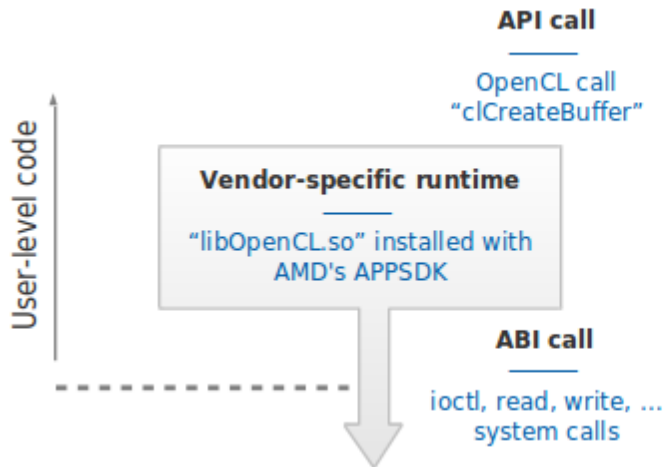 API call
OpenCL call
“clCreateBuffer”
User-level code
Vendor-specific runtime
“libOpenCL.so” installed with
AMD's APPSDK
ABI call
ioctl, read, write, ...
system calls